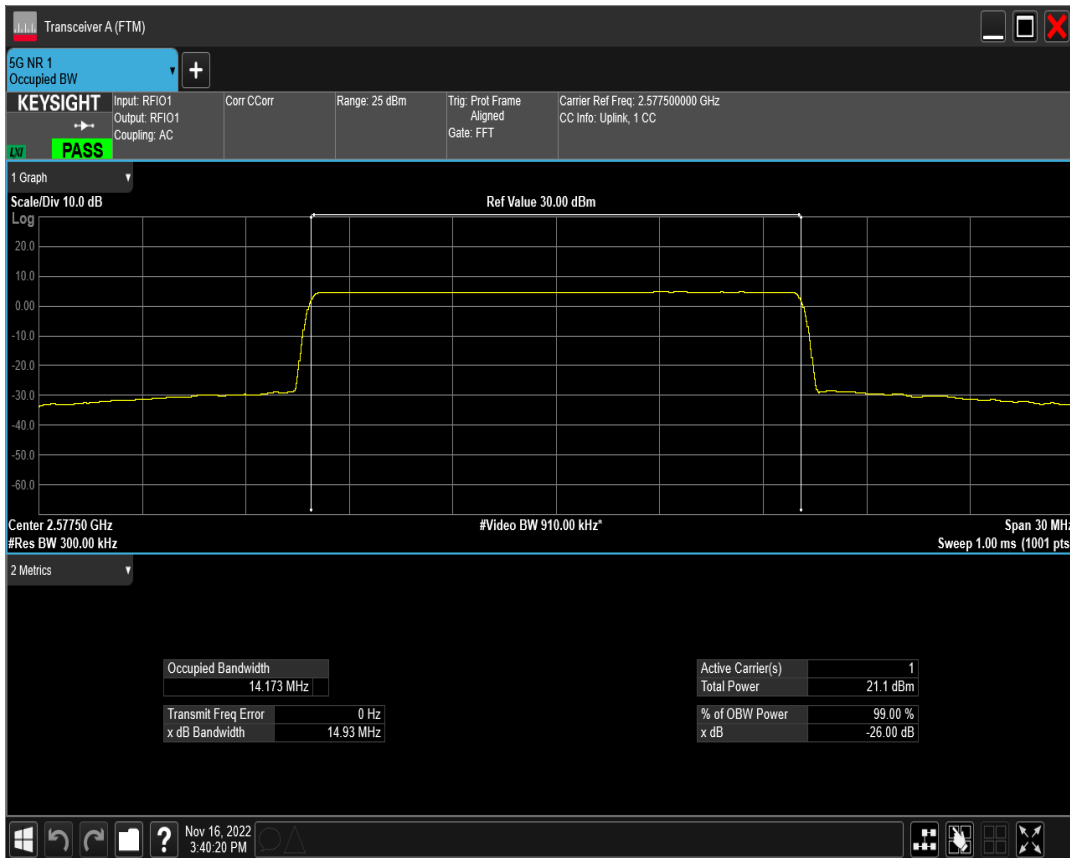 Transceiver A (FTM)
5G NR 1
Occupied BW
+
KEYSIGHT
LXI
PASS
Input: RFIO1
Output: RFIO1
Coupling: AC
Corr CCorr
Range: 25 dBm
Trig: Prot Frame
Aligned
Gate: FFT
Carrier Ref Freq: 2.577500000 GHz
CC Info: Uplink, 1 CC
1 Graph
Scale/Div 10.0 dB
Ref Value 30.00 dBm
Log
20.0
10.0
0.00
-10.0
-20.0
-30.0
-40.0
-50.0
-60.0
Center 2.57750 GHz
#Video BW 910.00 kHz*
Span 30 MHz
#Res BW 300.00 kHz
Sweep 1.00 ms (1001 pts
2 Metrics
Occupied Bandwidth
14.173 MHz
Transmit Freq Error 0 Hz
x dB Bandwidth 14.93 MHz
Active Carrier(s) 1
Total Power 21.1 dBm
% of OBW Power 99.00 %
x dB -26.00 dB
?
Nov 16, 2022
3:40:20 PM